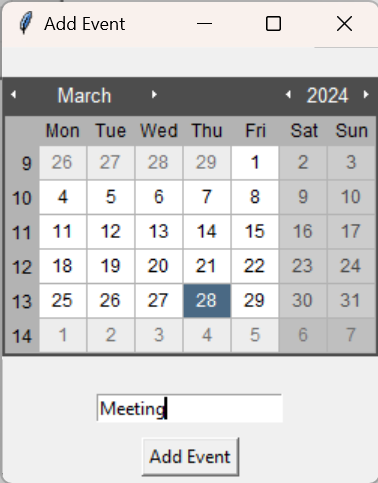 Add Event
March 2024
Mon Tue Wed Thu Fri Sat Sun
9 26 27 28 29 1 2 3
10 4 5 6 7 8 9 10
11 11 12 13 14 15 16 17
12 18 19 20 21 22 23 24
13 25 26 27 28 29 30 31
14 1 2 3 4 5 6 7
Meeting
Add Event